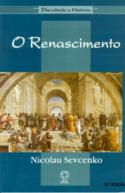 Discutindo a História
O Renascimento
Nicolau Sevcenko